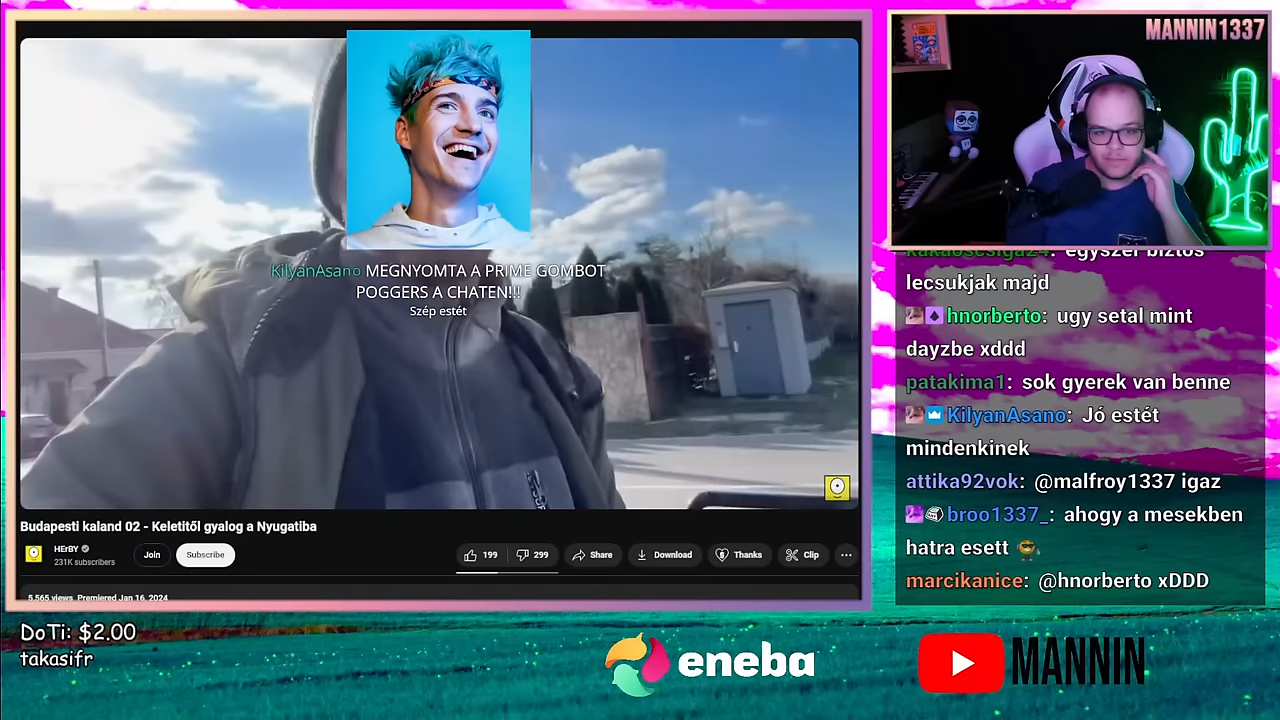 MANNIN1337
KilyanAsano MEGNYOMTA A PRIME GOMBOT
POGGERS A CHATEN!!!
Szép estét
Budapesti kaland 02 - Keletitől gyalog a Nyugatiba
HErBY
231K subscribers
Join
Subscribe
199
299
Share
Download
Thanks
Clip
5,565 views Premiered Jan 16, 2024
kakaoscsiga24: egyszer biztos
lecsukjak majd
hnorberto: ugy setal mint
dayzbe xddd
patakima1: sok gyerek van benne
KilyanAsano: Jó estét
mindenkinek
attika92vok: @malfroy1337 igaz
broo1337_: ahogy a mesekben
hatra esett
marcikanice: @hnorberto xDDD
DoTi: $2.00
takasifr
eneba
MANNIN